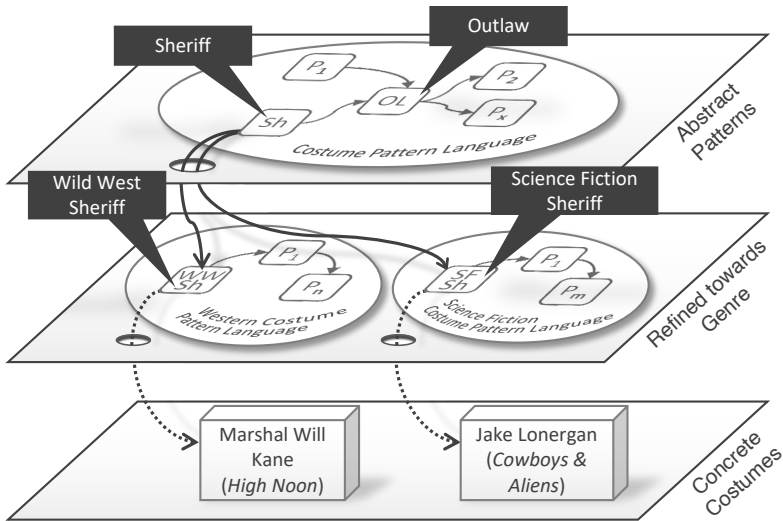 Sheriff
Outlaw
P1
P2
OL
Sh
Px
Costume Pattern Language
Abstract
Patterns
Wild West
Sheriff
Science Fiction
Sheriff
WW
Sh
P1
Pn
Western Costume
Pattern Language
SF
Sh
P1
Pm
Science Fiction
Costume Pattern Language
Refined towards
Genre
Marshal Will
Kane
(High Noon)
Jake Lonergan
(Cowboys &
Aliens)
Concrete
Costumes